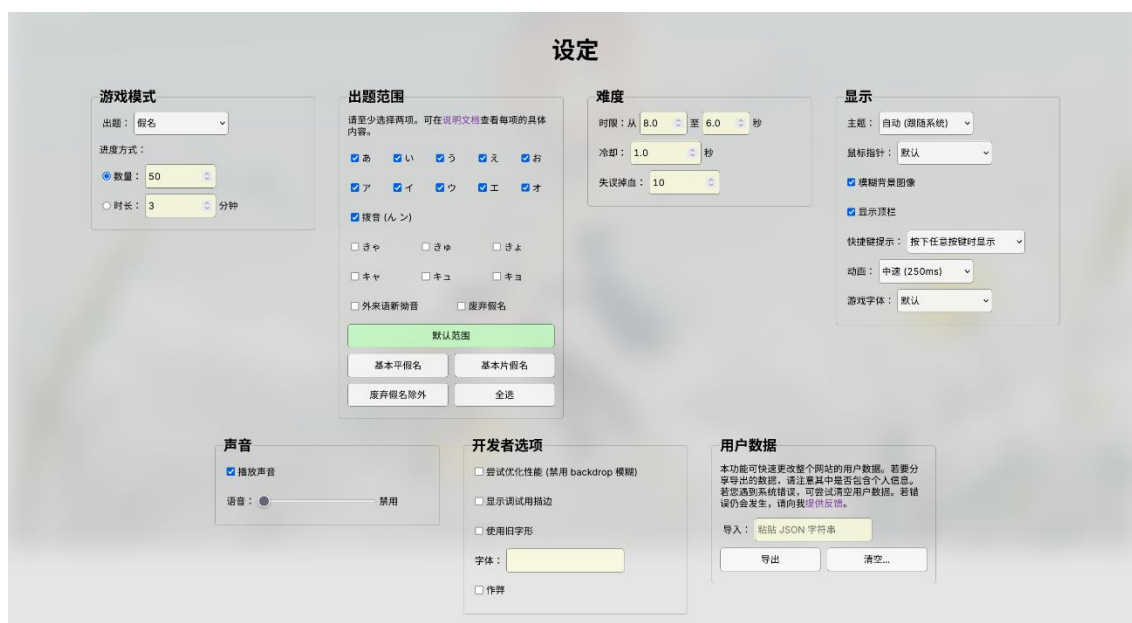 设定
游戏模式
出题： 假名
进度方式：
数量： 50
时长： 3 分钟
出题范围
请至少选择两项。可在说明文档查看每项的具体
内容。
あ い う え お
ア イ ウ エ オ
拨音 (ん ン)
きゃ きゅ きょ
キャ キュ キョ
外来语新拗音 废弃假名
默认范围
基本平假名 基本片假名
废弃假名除外 全选
难度
时限：从 8.0 至 6.0 秒
冷却： 1.0 秒
失误掉血： 10
显示
主题： 自动 (跟随系统)
鼠标指针： 默认
模糊背景图像
显示顶栏
快捷键提示： 按下任意按键时显示
动画： 中速 (250ms)
游戏字体： 默认
声音
播放声音
语音： 禁用
开发者选项
尝试优化性能 (禁用 backdrop 模糊)
显示调试用描边
使用旧字形
字体：
作弊
用户数据
本功能可快速更改整个网站的用户数据。若要分
享导出的数据，请注意其中是否包含个人信息。
若您遇到系统错误，可尝试清空用户数据。若错
误仍会发生，请向我提供反馈。
导入： 粘贴 JSON 字符串
导出 清空...